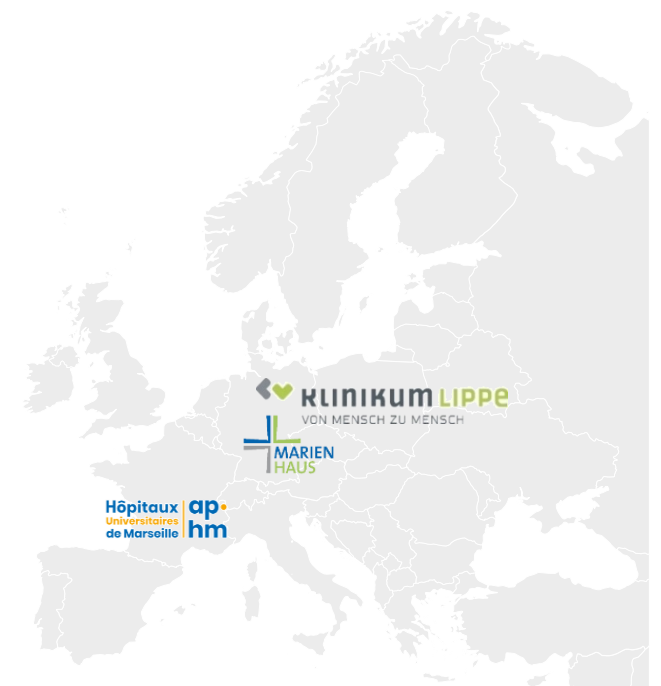 KLINIKUM LIPPE
VON MENSCH ZU MENSCH
MARIEN
HAUS
Hôpitaux
Universitaires
de Marseille
ap.
hm